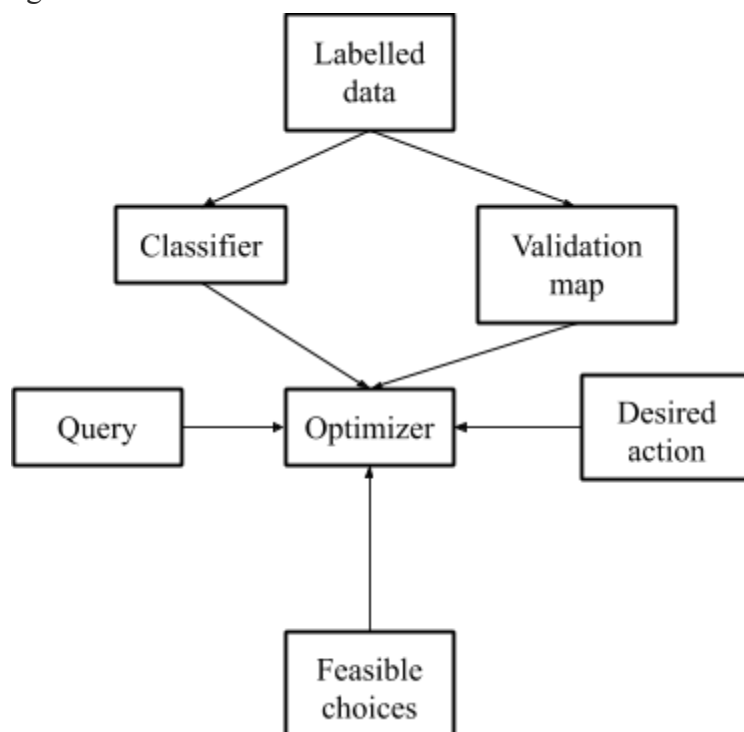 Labelled
data
Classifier
Validation
map
Query
Optimizer
Desired
action
Feasible
choices